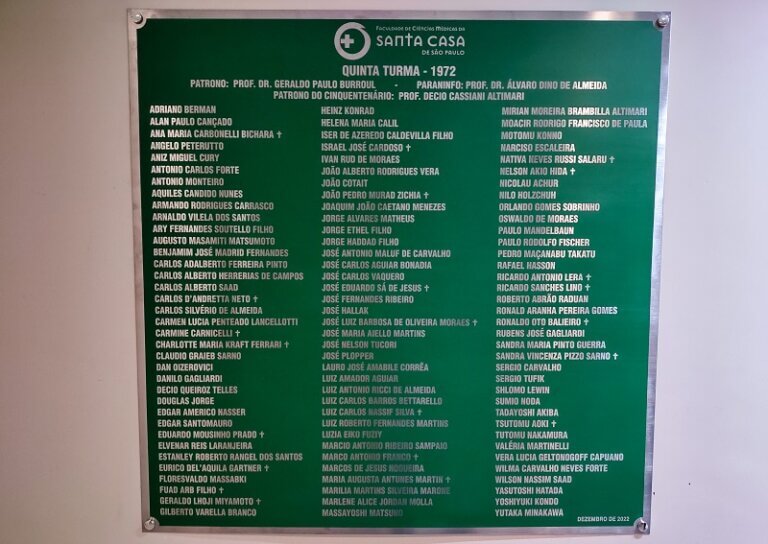 FACULDADE DE CIÊNCIAS MÉDICAS DA
SANTA CASA
DE SÃO PAULO
QUINTA TURMA - 1972
PATRONO: PROF. DR. GERALDO PAULO BURROUL - PARANINFO: PROF. DR. ÁLVARO DINO DE ALMEIDA
PATRONO DO CINQUENTENÁRIO: PROF. DECIO CASSIANI ALTIMARI
ADRIANO BERMAN
ALAN PAULO CANÇADO
ANA MARIA CARBONELLI BICHARA ✝
ANGELO PETERUTTO
ANIZ MIGUEL CURY
ANTONIO CARLOS FORTE
ANTONIO MONTEIRO
AQUILES CANDIDO NUNES
ARMANDO RODRIGUES CARRASCO
ARNALDO VILELA DOS SANTOS
ARY FERNANDES SOUTELLO FILHO
AUGUSTO MASAMITI MATSUMOTO
BENJAMIM JOSÉ MADRID FERNANDES
CARLOS ADALBERTO FERREIRA PINTO
CARLOS ALBERTO HERRERIAS DE CAMPOS
CARLOS ALBERTO SAAD
CARLOS D'ANDRETTA NETO ✝
CARLOS SILVÉRIO DE ALMEIDA
CARMEN LUCIA PENTEADO LANCELLOTTI
CARMINE CARNICELLI ✝
CHARLOTTE MARIA KRAFT FERRARI ✝
CLAUDIO GRAIEB SARNO
DAN OIZEROVICI
DANILO GAGLIARDI
DECIO QUEIROZ TELLES
DOUGLAS JORGE
EDGAR AMERICO NASSER
EDGAR SANTOMAURO
EDUARDO MOUSINHO PRADO ✝
ELVENAR REIS LARANJEIRA
ESTANLEY ROBERTO RANGEL DOS SANTOS
EURICO DEL'AQUILA GARTNER ✝
FLORESVALDO MASSABKI
FUAD ARB FILHO ✝
GERALDO LHOJI MIYAMOTO ✝
GILBERTO VARELLA BRANCO
HEINZ KONRAD
HELENA MARIA CALIL
ISER DE AZEREDO CALDEVILLA FILHO
ISRAEL JOSÉ CARDOSO ✝
IVAN RUD DE MORAES
JOÃO ALBERTO RODRIGUES VERA
JOÃO COTAIT
JOÃO PEDRO MURAD ZICHIA ✝
JOAQUIM JOÃO CAETANO MENEZES
JORGE ALVARES MATHEUS
JORGE ETHEL FILHO
JORGE HADDAD FILHO
JOSÉ ANTONIO MALUF DE CARVALHO
JOSÉ CARLOS AGUIAR BONADIA
JOSÉ CARLOS VAQUERO
JOSÉ EDUARDO SÁ DE JESUS ✝
JOSÉ FERNANDES RIBEIRO
JOSÉ HALLAK
JOSÉ LUIZ BARBOSA DE OLIVEIRA MORAES ✝
JOSÉ MARIA AIELLO MARTINS
JOSÉ NELSON TUCORI
JOSÉ PLOPPER
LAURO JOSÉ AMABILE CORRÊA
LUIZ AMADOR AGUIAR
LUIZ ANTONIO RICCI DE ALMEIDA
LUIZ CARLOS BARROS BETTARELLO
LUIZ CARLOS NASSIF SILVA ✝
LUIZ ROBERTO FERNANDES MARTINS
LUZIA EIKO FUZIY
MARCIO ANTONIO RIBEIRO SAMPAIO
MARCO ANTONIO FRANCO ✝
MARCOS DE JESUS NOGUEIRA
MARIA AUGUSTA ANTUNES MARTIN ✝
MARILIA MARTINS SILVEIRA MARONE
MARLENE ALICE JORDAN MOLLA
MASSAYOSHI MATSUNO
MIRIAN MOREIRA BRAMBILLA ALTIMARI
MOACIR RODRIGO FRANCISCO DE PAULA
MOTOMU KONNO
NARCISO ESCALEIRA
NATIVA NEVES RUSSI SALARU ✝
NELSON AKIO HIDA ✝
NICOLAU ACHUR
NILO HOLZCHUH
ORLANDO GOMES SOBRINHO
OSWALDO DE MORAES
PAULO MANDELBAUN
PAULO RODOLFO FISCHER
PEDRO MAÇANABU TAKATU
RAFAEL HASSON
RICARDO ANTONIO LERA ✝
RICARDO SANCHES LINO ✝
ROBERTO ABRÃO RADUAN
RONALD ARANHA PEREIRA GOMES
RONALDO OTO BALIEIRO ✝
RUBENS JOSÉ GAGLIARDI
SANDRA MARIA PINTO GUERRA
SANDRA VINCENZA PIZZO SARNO ✝
SERGIO CARVALHO
SERGIO TUFIK
SHLOMO LEWIN
SUMIO NODA
TADAYOSHI AKIBA
TSUTOMU AOKI ✝
TUTOMU NAKAMURA
VALÉRIA MARTINELLI
VERA LUCIA GELTONOGOFF CAPUANO
WILMA CARVALHO NEVES FORTE
WILSON NASSIM SAAD
YASUTOSHI HATADA
YOSHIYUKI KONDO
YUTAKA MINAKAWA
DEZEMBRO DE 2022